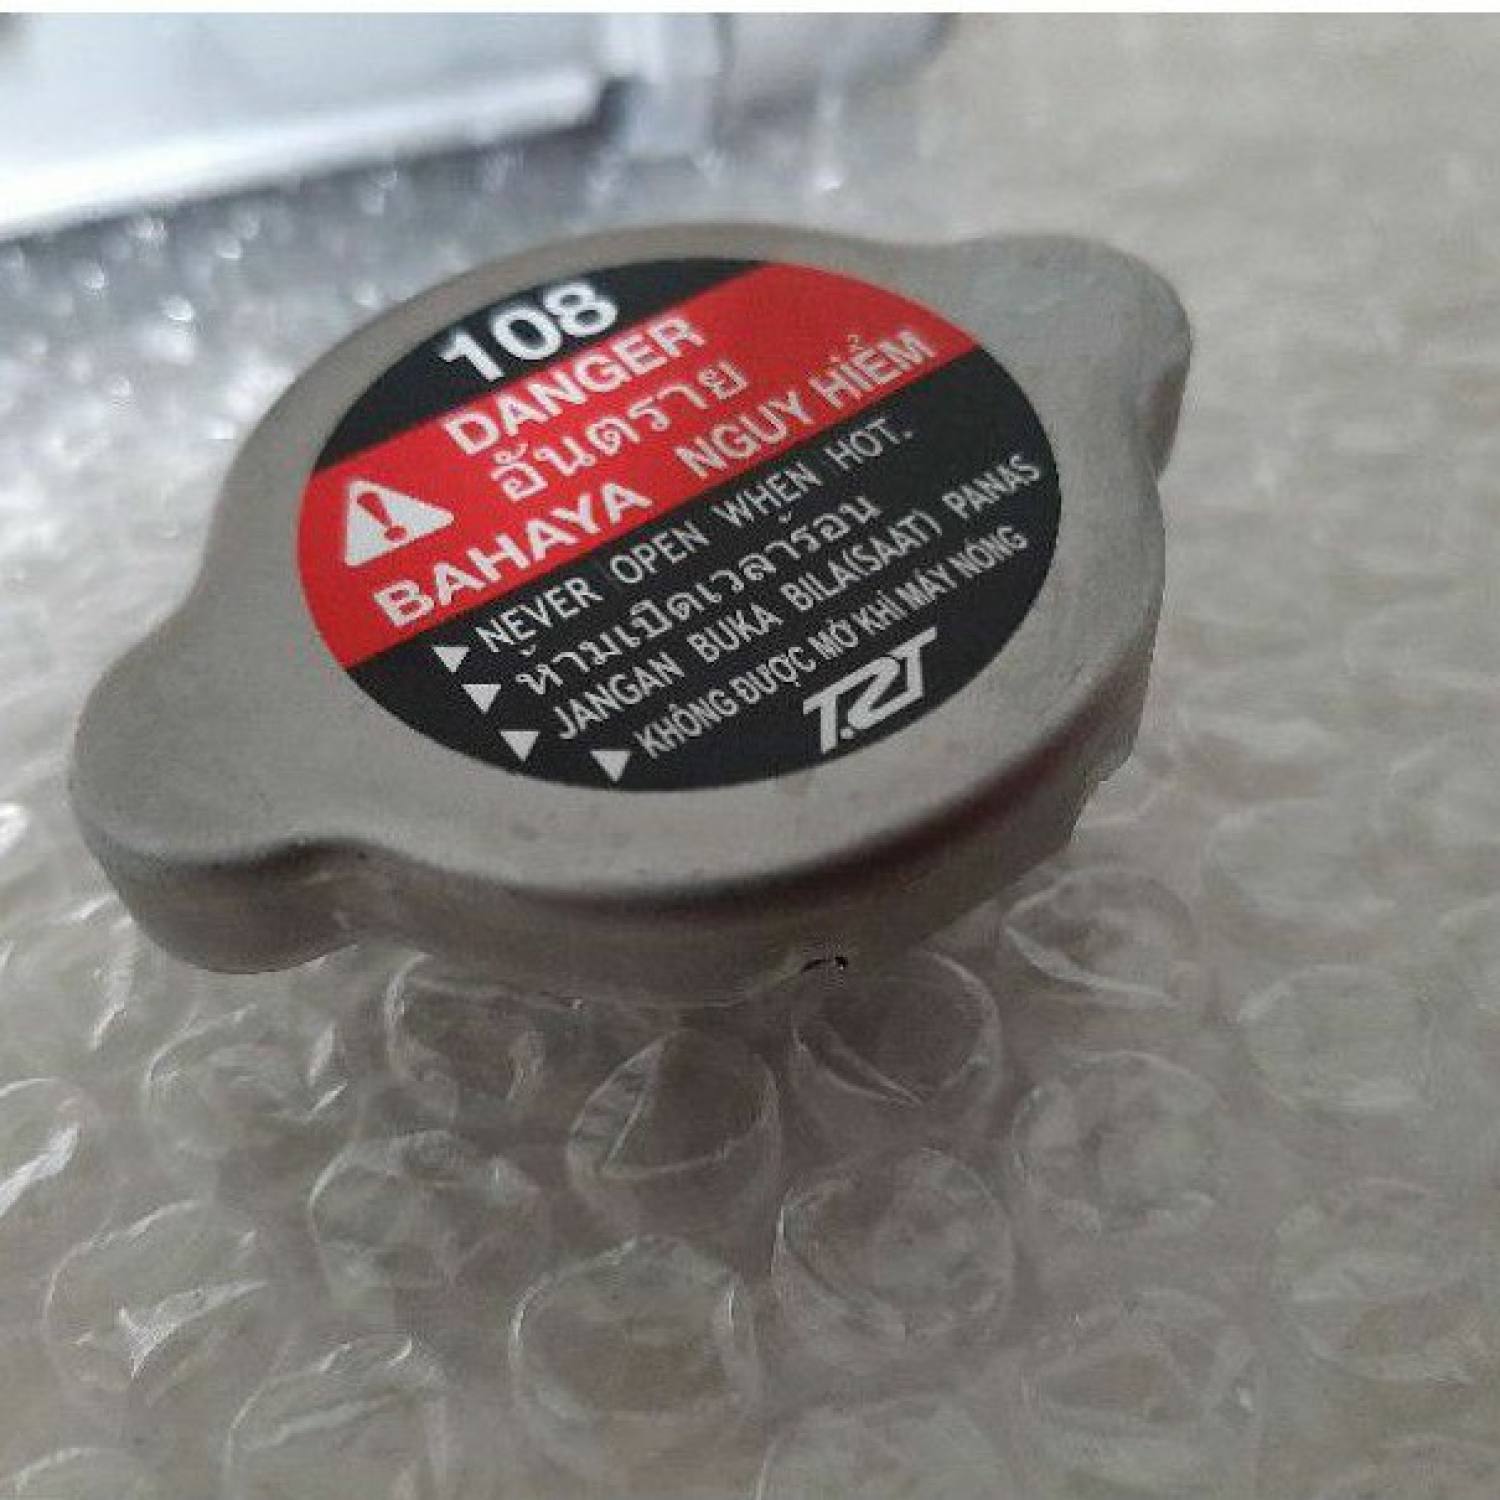 108
DANGER
อันตราย
BAHAYA NGUY HIỂM
NEVER OPEN WHEN HOT.
ห้ามเปิดเวลาร้อน
JANGAN BUKA BILA(SAAT) PANAS
KHÔNG ĐƯỢC MỞ KHI MÁY NÓNG
T.RT